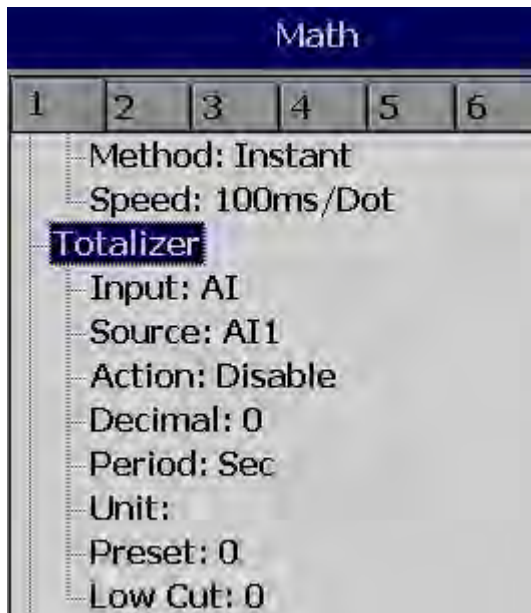 Math
1 2 3 4 5 6
Method: Instant
Speed: 100ms/Dot
Totalizer
Input: AI
Source: AI1
Action: Disable
Decimal: 0
Period: Sec
Unit:
Preset: 0
Low Cut: 0